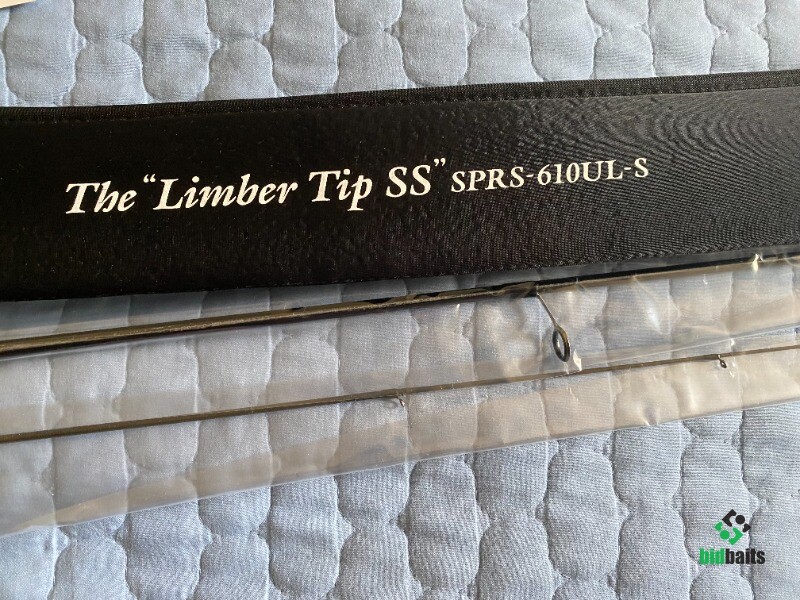 The “Limber Tip SS” SPRS-610UL-S
bidbaits